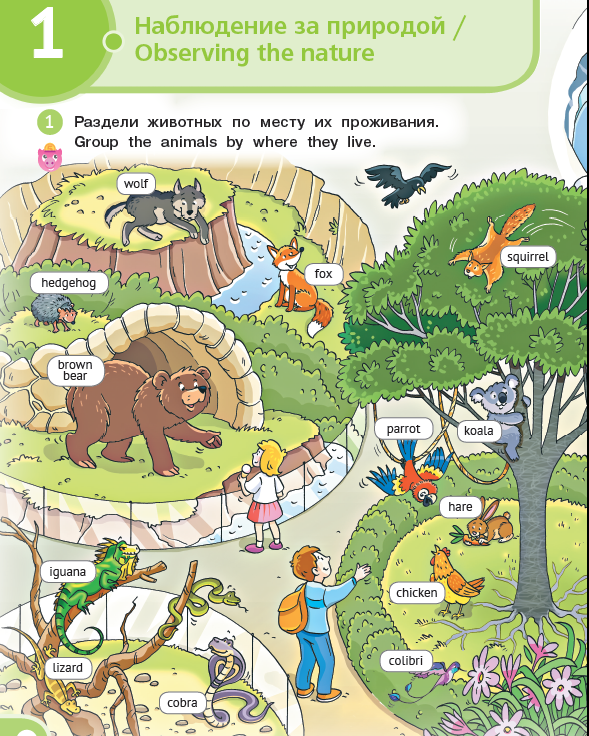 1
Наблюдение за природой /
Observing the nature
1
Раздели животных по месту их проживания.
Group the animals by where they live.
wolf
squirrel
fox
hedgehog
brown
bear
parrot
koala
hare
iguana
chicken
colibri
lizard
cobra